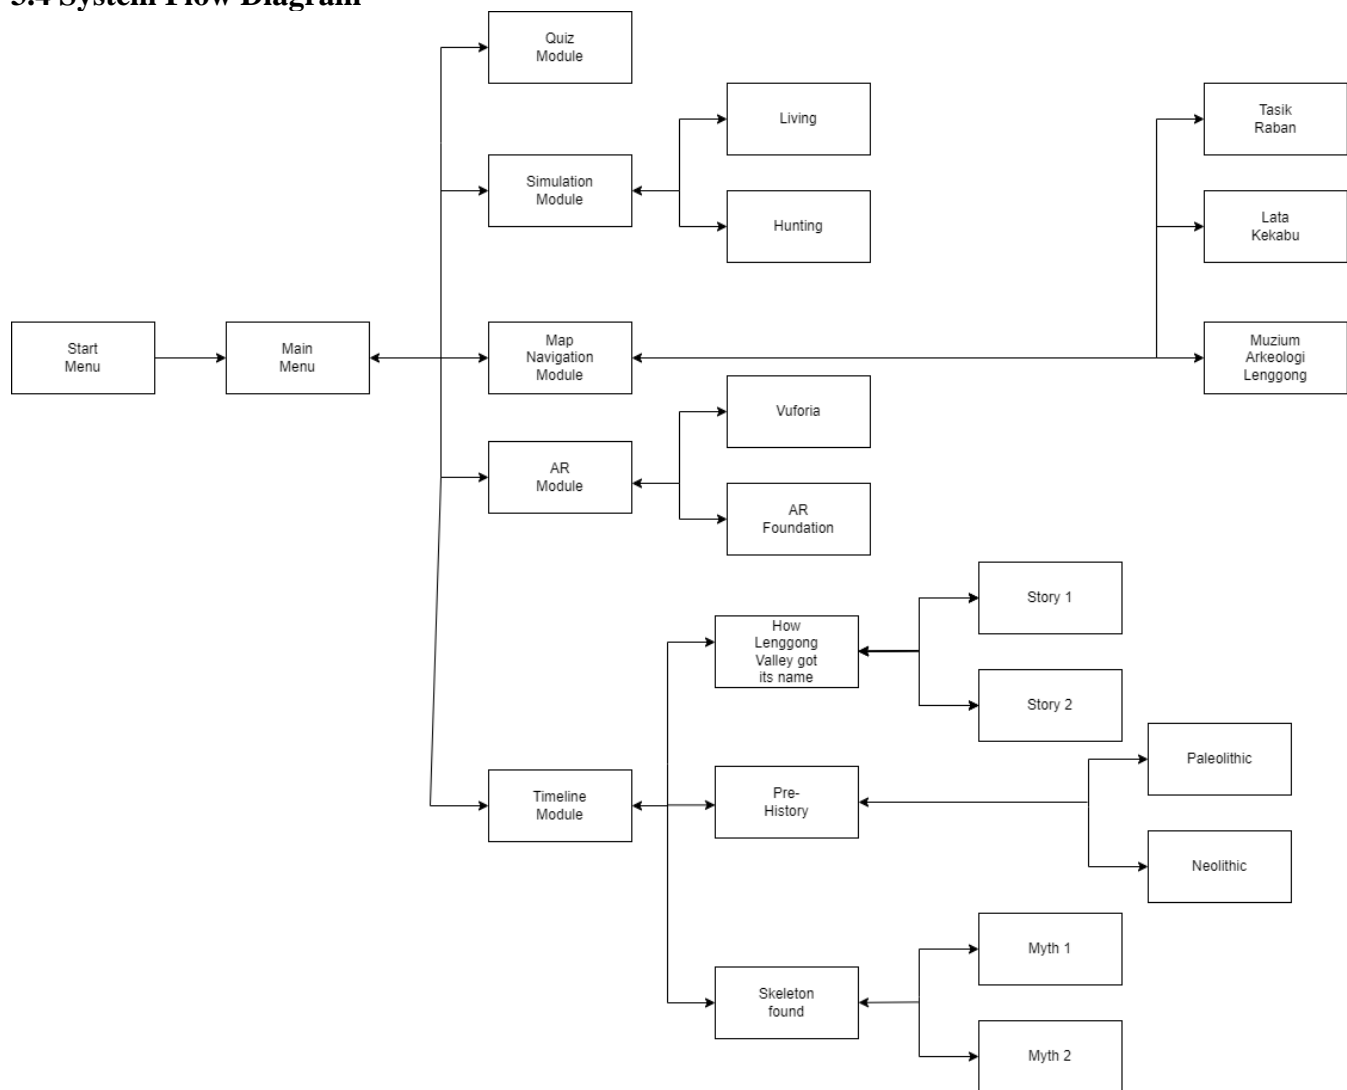 3.4 System Flow Diagram
Quiz
Module
Living
Tasik
Raban
Simulation
Module
Hunting
Lata
Kekabu
Start
Menu
Main
Menu
Map
Navigation
Module
Muzium
Arkeologi
Lenggong
Vuforia
AR
Module
AR
Foundation
Story 1
How
Lenggong
Valley got
its name
Story 2
Paleolithic
Timeline
Module
Pre-
History
Neolithic
Myth 1
Skeleton
found
Myth 2